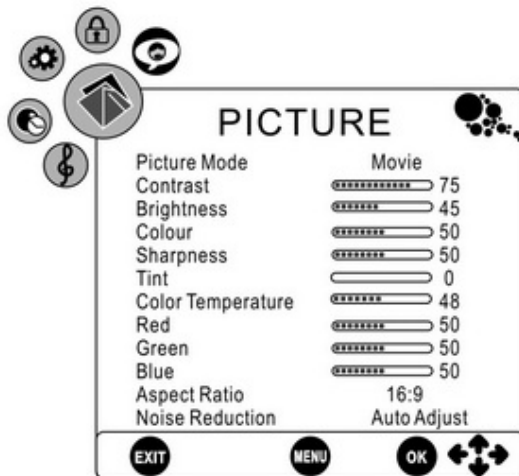 PICTURE
Picture Mode Movie
Contrast 75
Brightness 45
Colour 50
Sharpness 50
Tint 0
Color Temperature 48
Red 50
Green 50
Blue 50
Aspect Ratio 16:9
Noise Reduction Auto Adjust
EXIT MENU OK